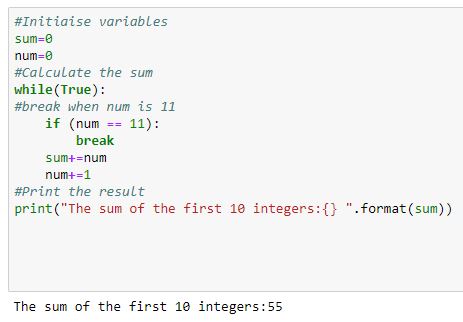 #Initiaise variables
sum=0
num=0
#Calculate the sum
while(True):
#break when num is 11
    if (num == 11):
        break
    sum+=num
    num+=1
#Print the result
print("The sum of the first 10 integers:{} ".format(sum))
The sum of the first 10 integers:55